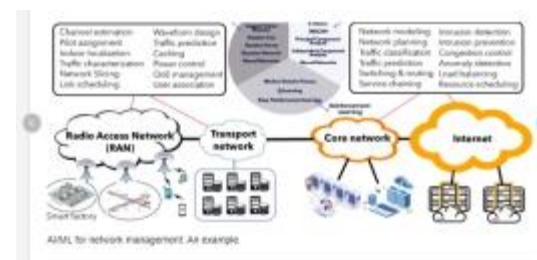 Channel estimation
Pilot assignment
Indoor localization
Traffic characterization
Network Slicing
Link scheduling
Waveform design
Traffic prediction
Caching
Power control
QoE management
User association
Network modeling
Network planning
Traffic classification
Traffic prediction
Switching & routing
Service chaining
Intrusion detection
Intrusion prevention
Congestion control
Anomaly detection
Load balancing
Resource scheduling
Reinforcement
Learning
Radio Access Network
(RAN)
Transport
network
Core network
Internet
Smart factory
AI/ML for network management: An example